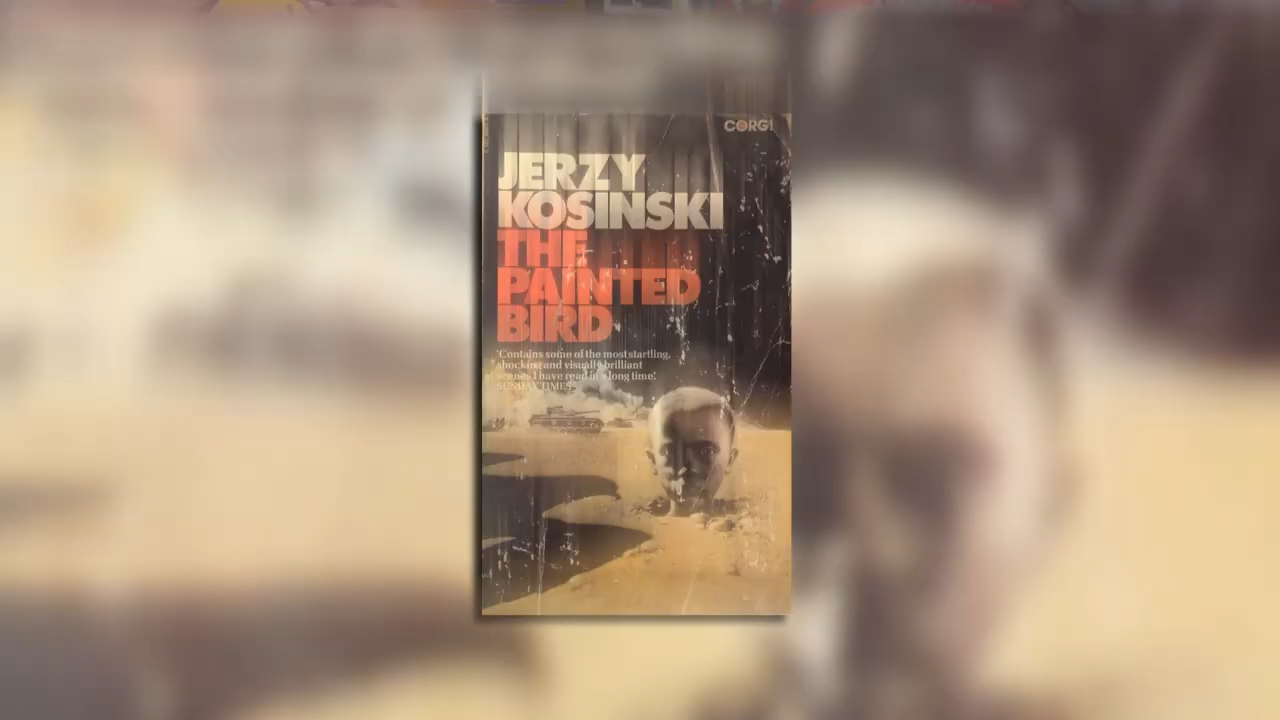 CORGI
JERZY
KOSINSKI
THE
PAINTED
BIRD
'Contains some of the most startling,
shocking and visually brilliant
scenes I have read in a long time.'
SUNDAY TIMES